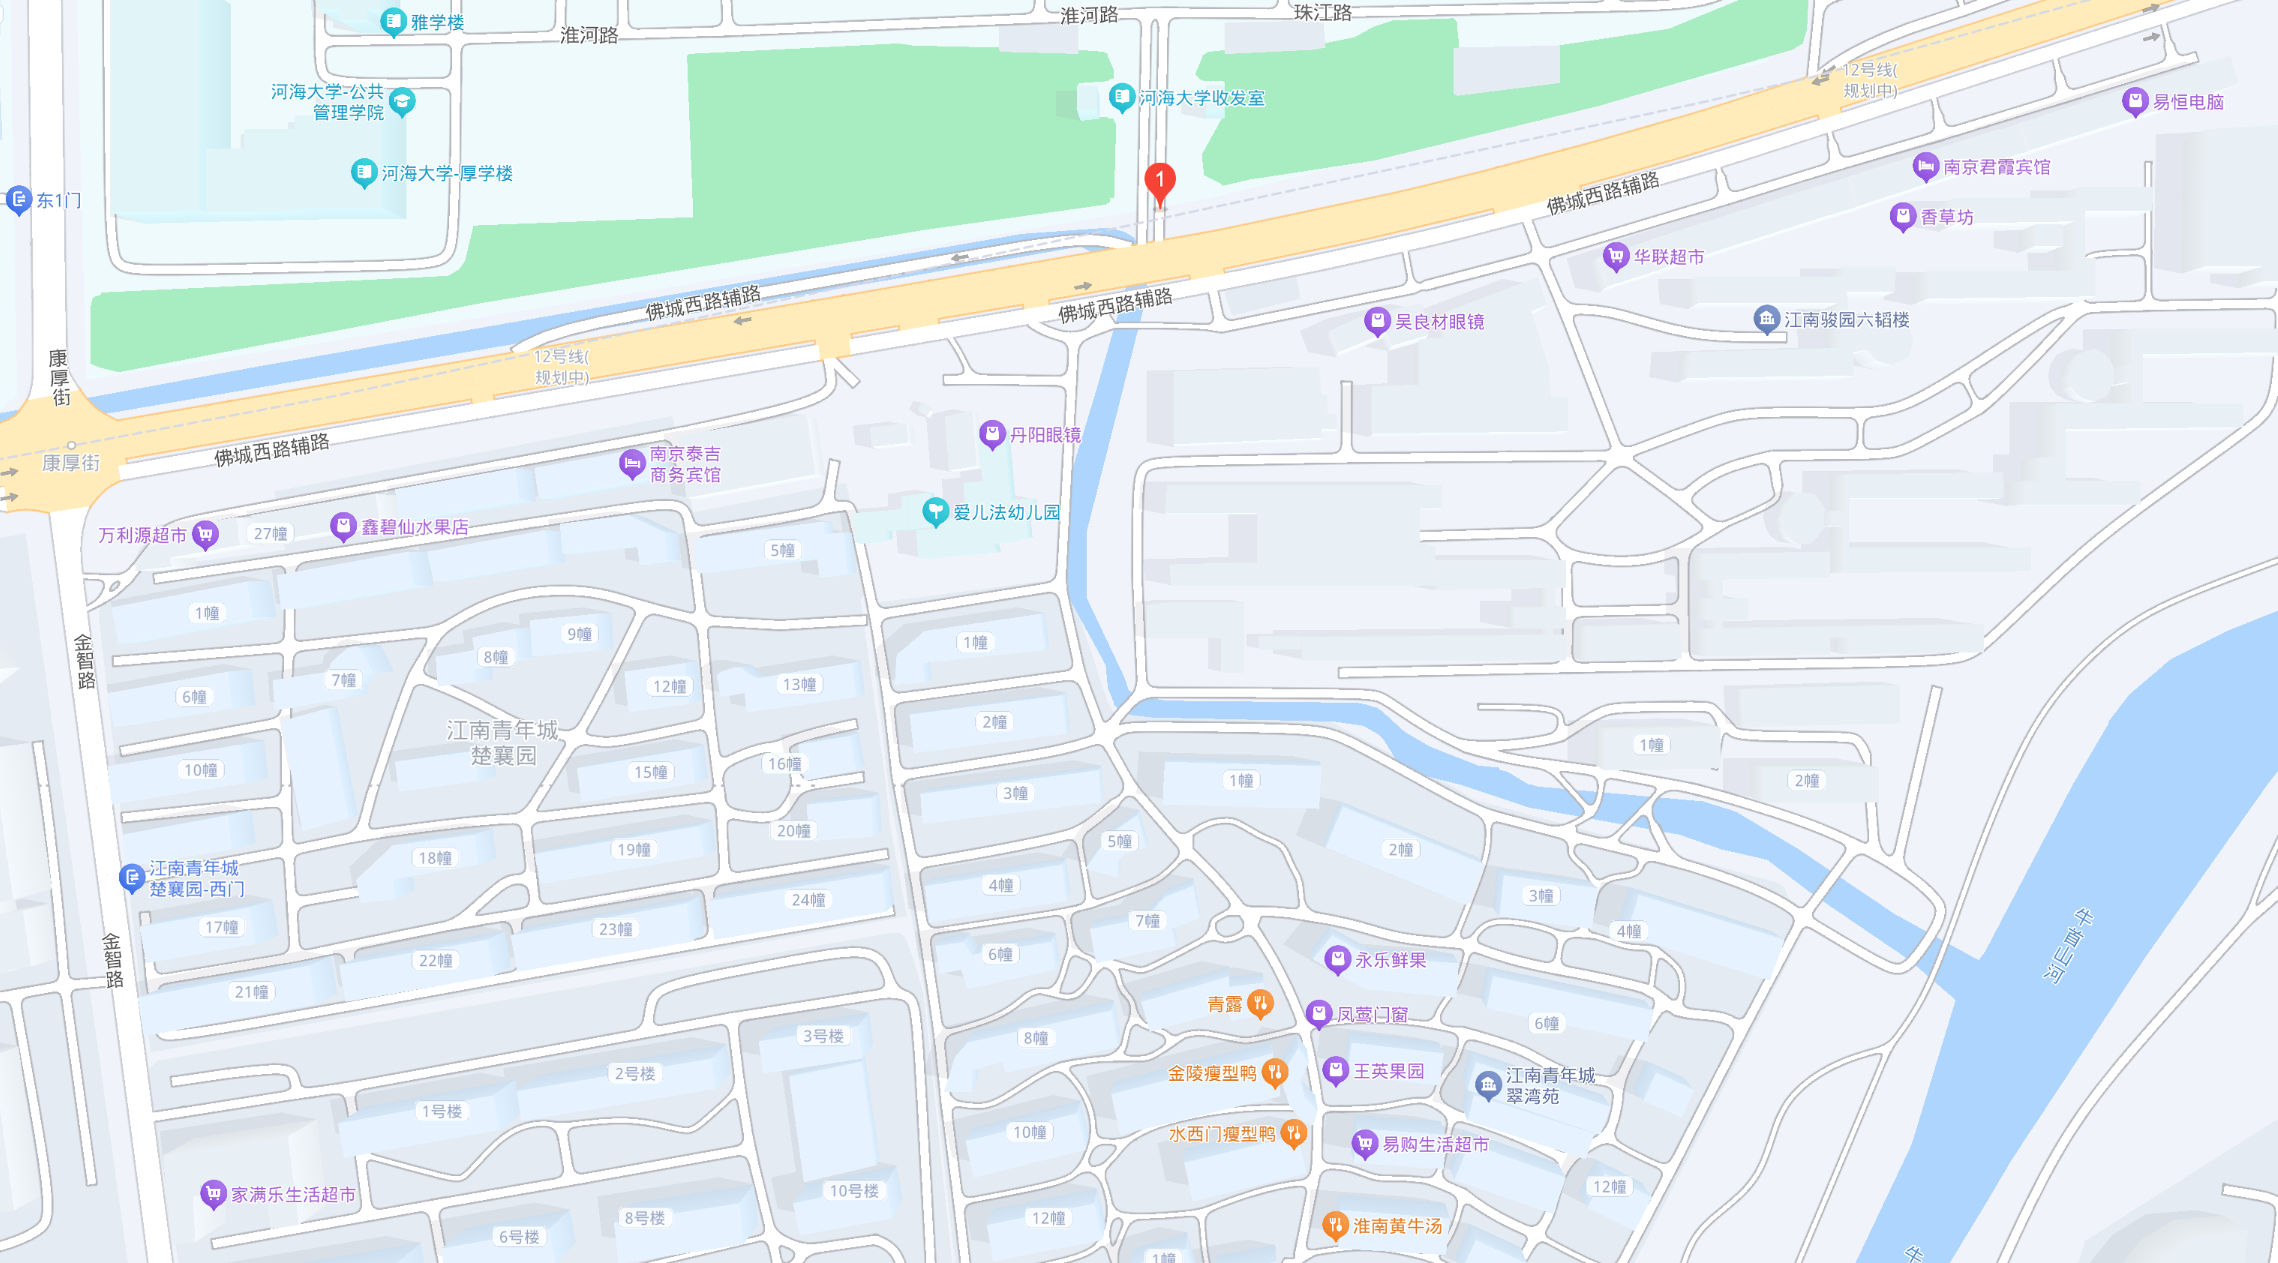 雅学楼
淮河路
淮河路
珠江路
河海大学-公共
管理学院
河海大学收发室
12号线(
规划中)
易恒电脑
河海大学-厚学楼
1
南京君霞宾馆
东1门
佛城西路辅路
香草坊
华联超市
佛城西路辅路
佛城西路辅路
吴良材眼镜
江南骏园六韬楼
康厚街
12号线(
规划中)
丹阳眼镜
佛城西路辅路
康厚街
南京泰吉
商务宾馆
爱儿法幼儿园
万利源超市
27幢
鑫碧仙水果店
5幢
1幢
金智路
9幢
8幢
1幢
7幢
12幢
13幢
6幢
江南青年城
楚襄园
2幢
1幢
10幢
15幢
16幢
3幢
1幢
2幢
20幢
5幢
18幢
19幢
2幢
江南青年城
楚襄园-西门
4幢
3幢
24幢
17幢
23幢
7幢
4幢
牛首山河
金智路
22幢
6幢
永乐鲜果
21幢
青露
凤莺门窗
6幢
3号楼
8幢
2号楼
金陵瘦型鸭
王英果园
江南青年城
翠湾苑
1号楼
10幢
水西门瘦型鸭
易购生活超市
家满乐生活超市
10号楼
12幢
8号楼
12幢
淮南黄牛汤
6号楼
1幢
牛